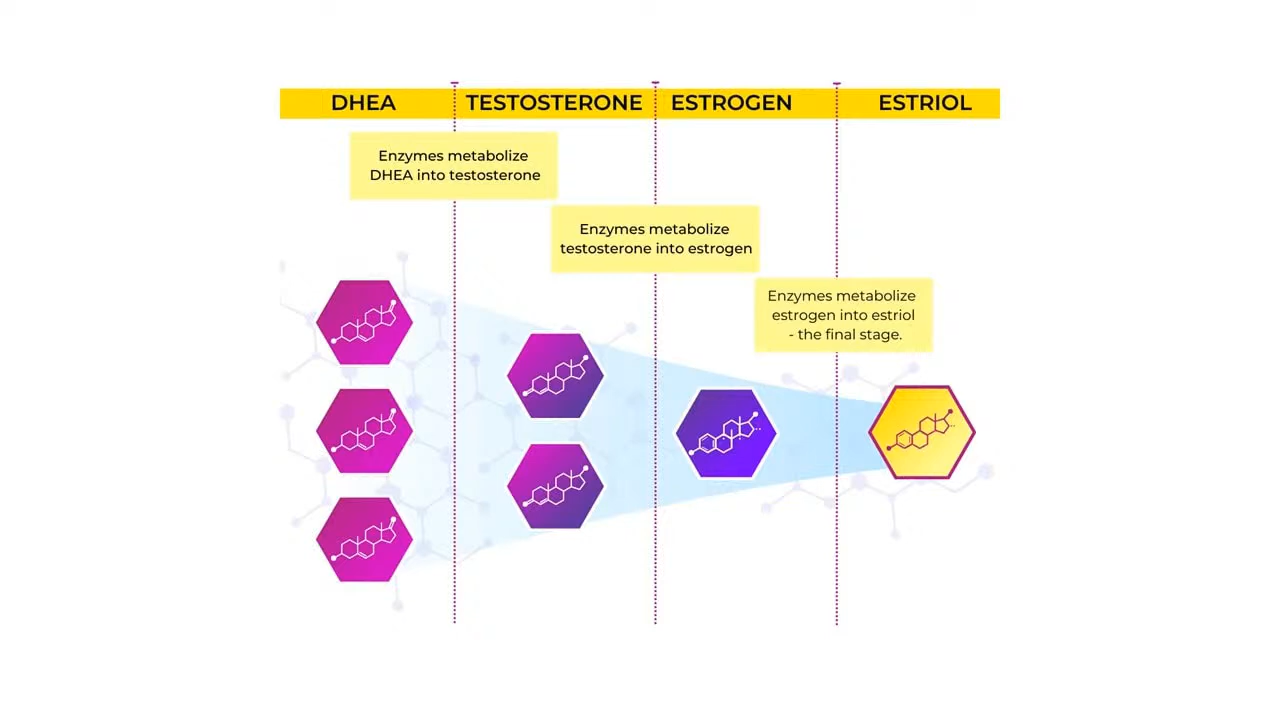 DHEA TESTOSTERONE ESTROGEN ESTRIOL
Enzymes metabolize
DHEA into testosterone
Enzymes metabolize
testosterone into estrogen
Enzymes metabolize
estrogen into estriol
- the final stage.